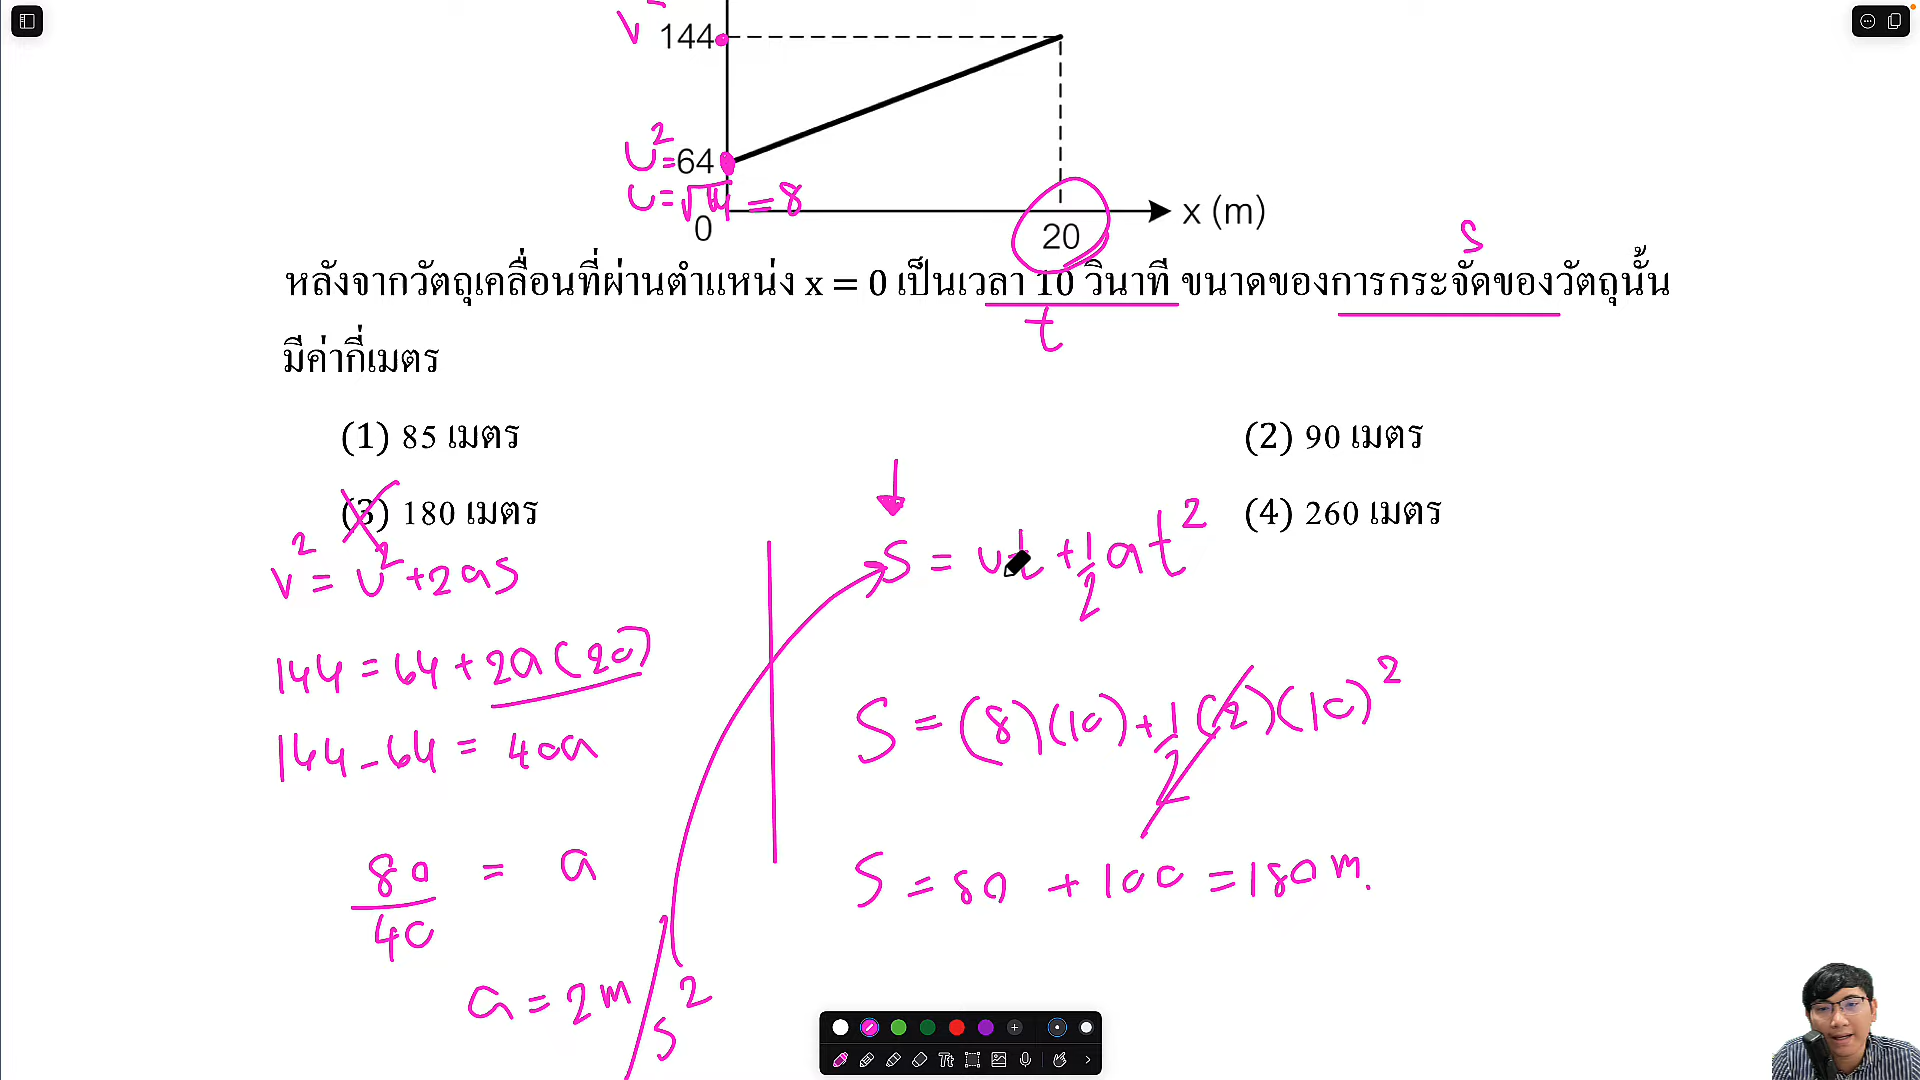 v²
144
u²=64
u=√64 =8
0
20
x (m)
s
หลังจากวัตถุเคลื่อนที่ผ่านตำแหน่ง x = 0 เป็นเวลา 10 วินาที ขนาดของการกระจัดของวัตถุนั้น
t
มีค่ากี่เมตร
(1) 85 เมตร
(2) 90 เมตร
(3) 180 เมตร
(4) 260 เมตร
v² = u² +2as
s = ut + 1/2 at²
144 = 64 + 2a(20)
s = (8)(10) + 1/2 (2)(10)²
144 - 64 = 40a
80/40 = a
s = 80 + 100 = 180 m.
a = 2 m/s²
Tt